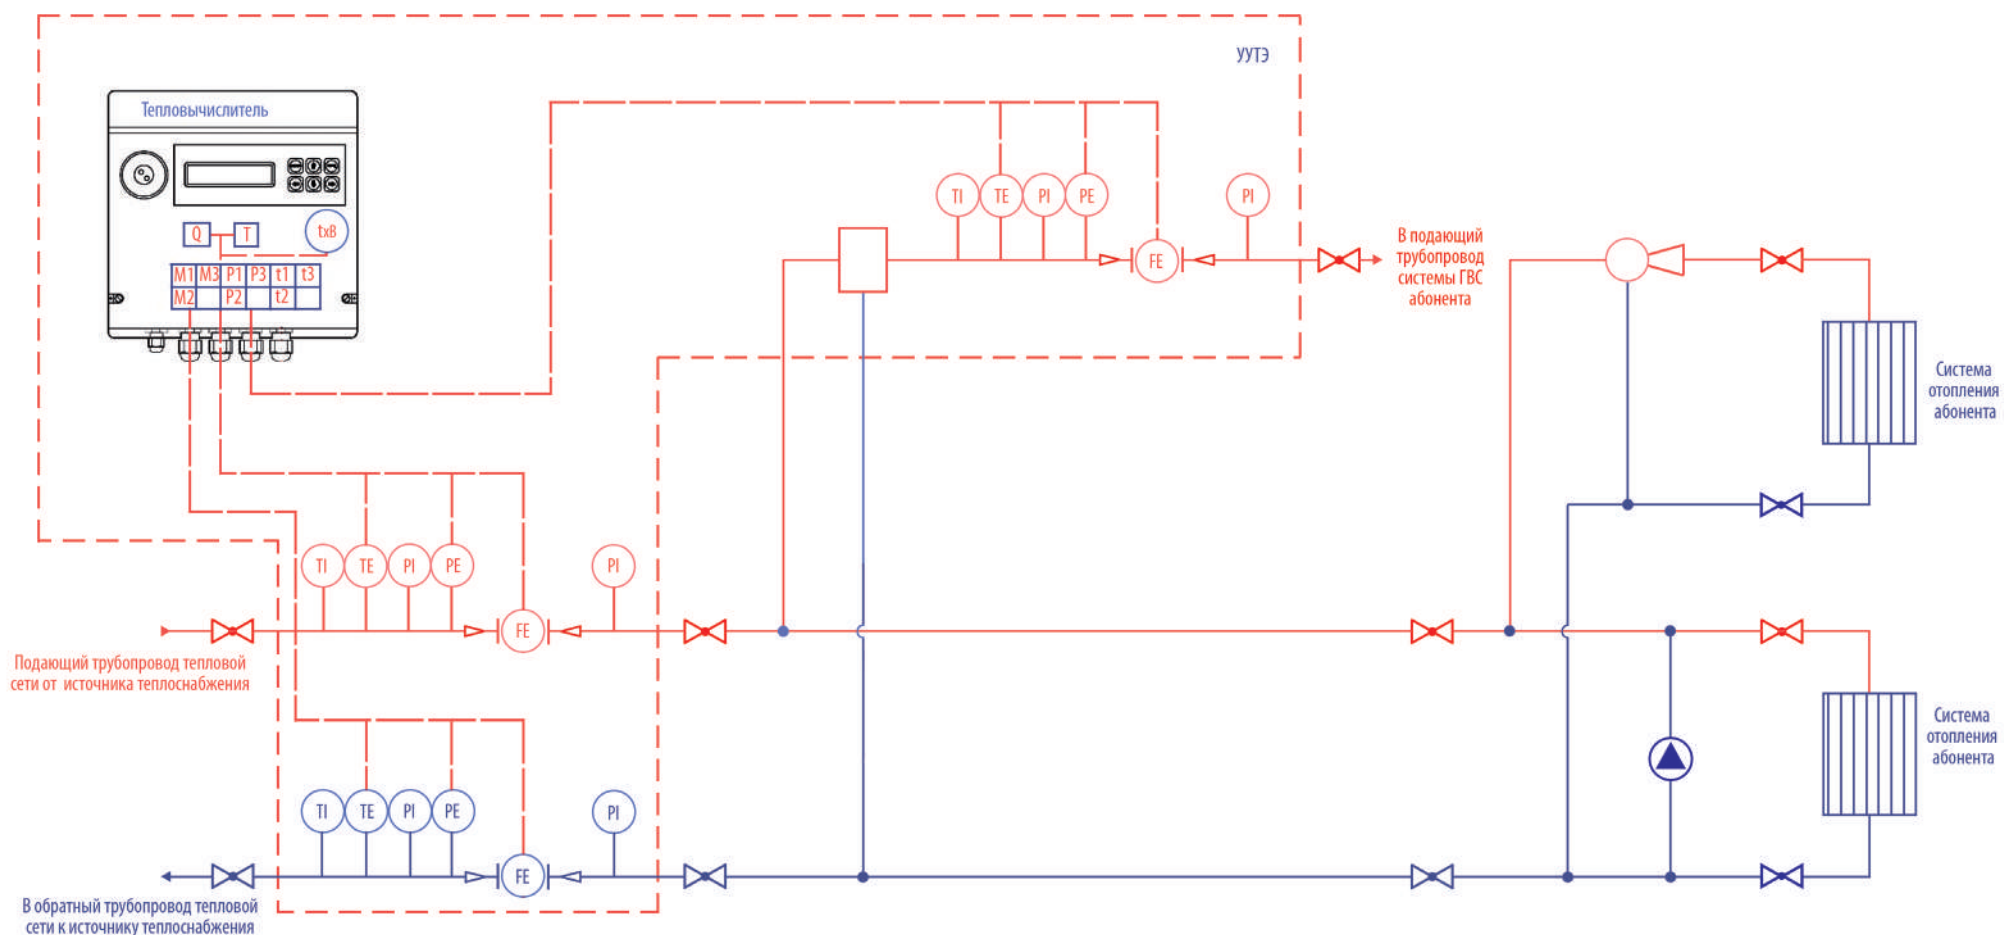 УУТЭ
Тепловычислитель
TI
TE
PI
PE
PI
Q
T
tхВ
FE
В подающий
трубопровод
системы ГВС
абонента
M1
M3
P1
P3
t1
t3
M2
P2
t2
Система
отопления
абонента
TI
TE
PI
PE
PI
FE
Подающий трубопровод тепловой
сети от источника теплоснабжения
Система
отопления
абонента
TI
TE
PI
PE
PI
FE
В обратный трубопровод тепловой
сети к источнику теплоснабжения